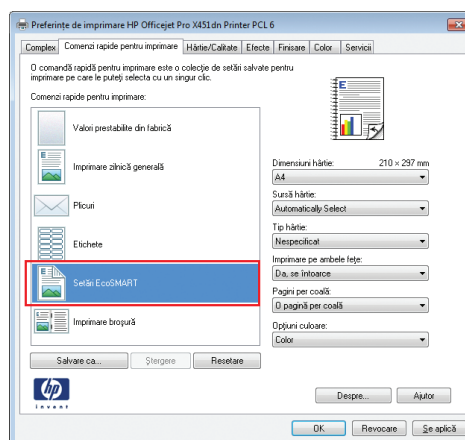 Preferințe de imprimare HP Officejet Pro X451dn Printer PCL 6
Complex Comenzi rapide pentru imprimare Hârtie/Calitate Efecte Finisare Color Servicii
O comandă rapidă pentru imprimare este o colecție de setări salvate pentru
imprimare pe care le puteți selecta cu un singur clic.
Comenzi rapide pentru imprimare:
Valori prestabilite din fabrică
Imprimare zilnică generală
Plicuri
Etichete
Setări EcoSMART
Imprimare broșură
Salvare ca... Ștergere Resetare
Dimensiuni hârtie: 210 × 297 mm
A4
Sursă hârtie:
Automatically Select
Tip hârtie:
Nespecificat
Imprimare pe ambele fețe:
Da, se întoarce
Pagini per coală:
O pagină per coală
Opțiuni culoare:
Color
hp
invent
Despre... Ajutor
OK Revocare Se aplică